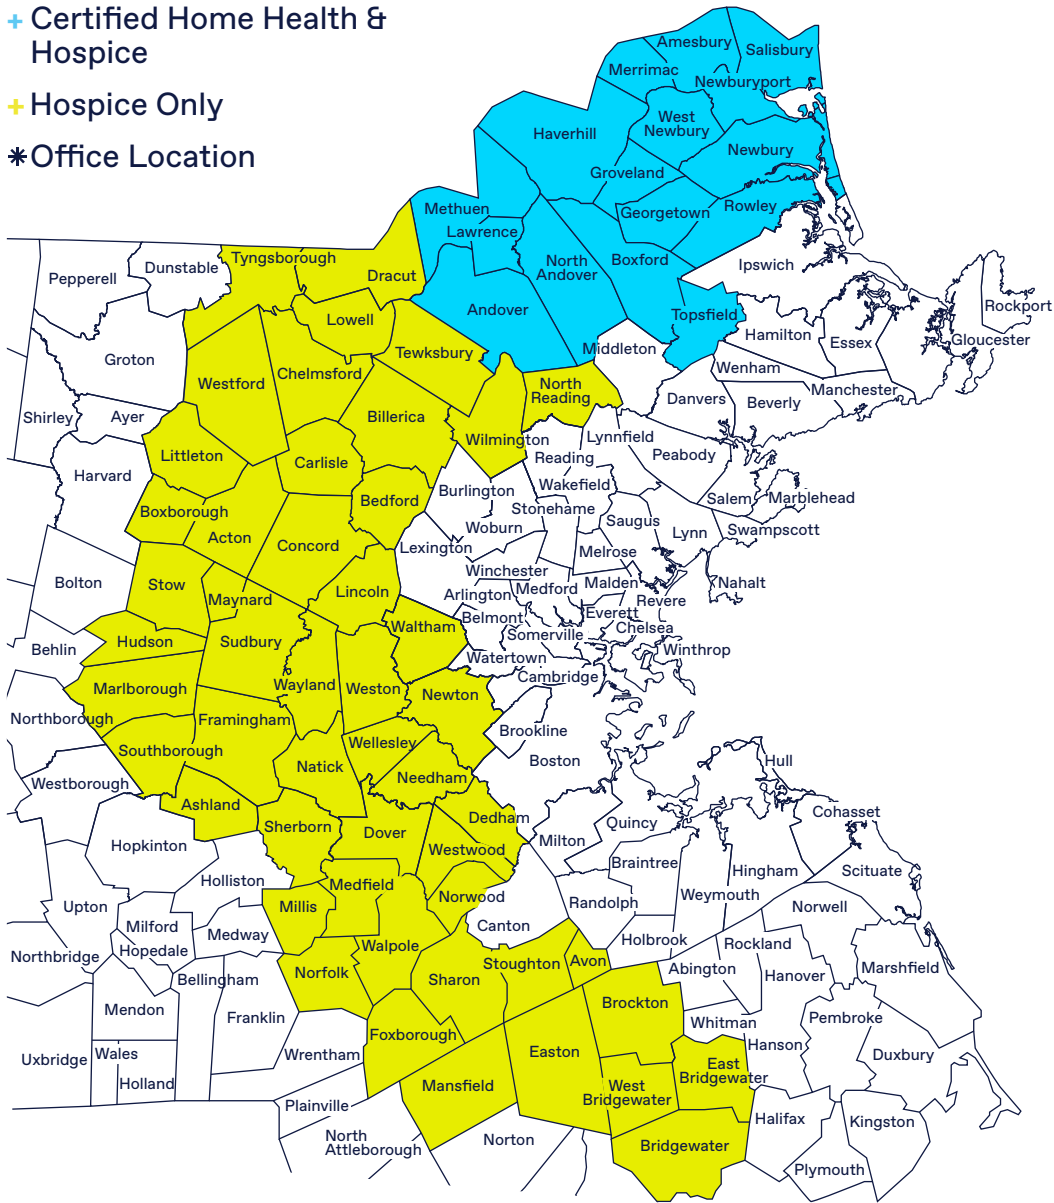 + Certified Home Health &
Hospice
+ Hospice Only
* Office Location
Amesbury
Salisbury
Merrimac
Newburyport
West
Newbury
Haverhill
Newbury
Groveland
Methuen
Georgetown
Rowley
Lawrence
North
Andover
Boxford
Ipswich
Tyngsborough
Dunstable
Pepperell
Dracut
Andover
Topsfield
Rockport
Lowell
Hamilton
Essex
Gloucester
Middleton
Tewksbury
Groton
Chelmsford
Wenham
Westford
North
Reading
Manchester
Danvers
Beverly
Shirley
Ayer
Billerica
Wilmington
Lynnfield
Littleton
Carlisle
Reading
Peabody
Harvard
Burlington
Wakefield
Bedford
Salem
Marblehead
Boxborough
Stonehame
Woburn
Saugus
Lynn
Swampscott
Acton
Concord
Lexington
Melrose
Winchester
Bolton
Stow
Lincoln
Arlington
Medford
Malden
Nahalt
Maynard
Revere
Everett
Belmont
Waltham
Chelsea
Somerville
Behlin
Hudson
Sudbury
Winthrop
Watertown
Cambridge
Marlborough
Wayland
Weston
Newton
Northborough
Framingham
Brookline
Wellesley
Southborough
Boston
Hull
Natick
Needham
Westborough
Ashland
Cohasset
Dedham
Sherborn
Quincy
Dover
Milton
Hopkinton
Westwood
Braintree
Hingham
Scituate
Holliston
Medfield
Norwood
Weymouth
Upton
Millis
Randolph
Norwell
Milford
Canton
Medway
Holbrook
Rockland
Hopedale
Walpole
Northbridge
Stoughton
Avon
Abington
Marshfield
Norfolk
Sharon
Hanover
Bellingham
Mendon
Brockton
Franklin
Whitman
Pembroke
Foxborough
Hanson
Uxbridge
Wales
Wrentham
Easton
Duxbury
East
Bridgewater
Holland
Mansfield
West
Bridgewater
Plainville
Halifax
Kingston
North
Attleborough
Norton
Bridgewater
Plymouth